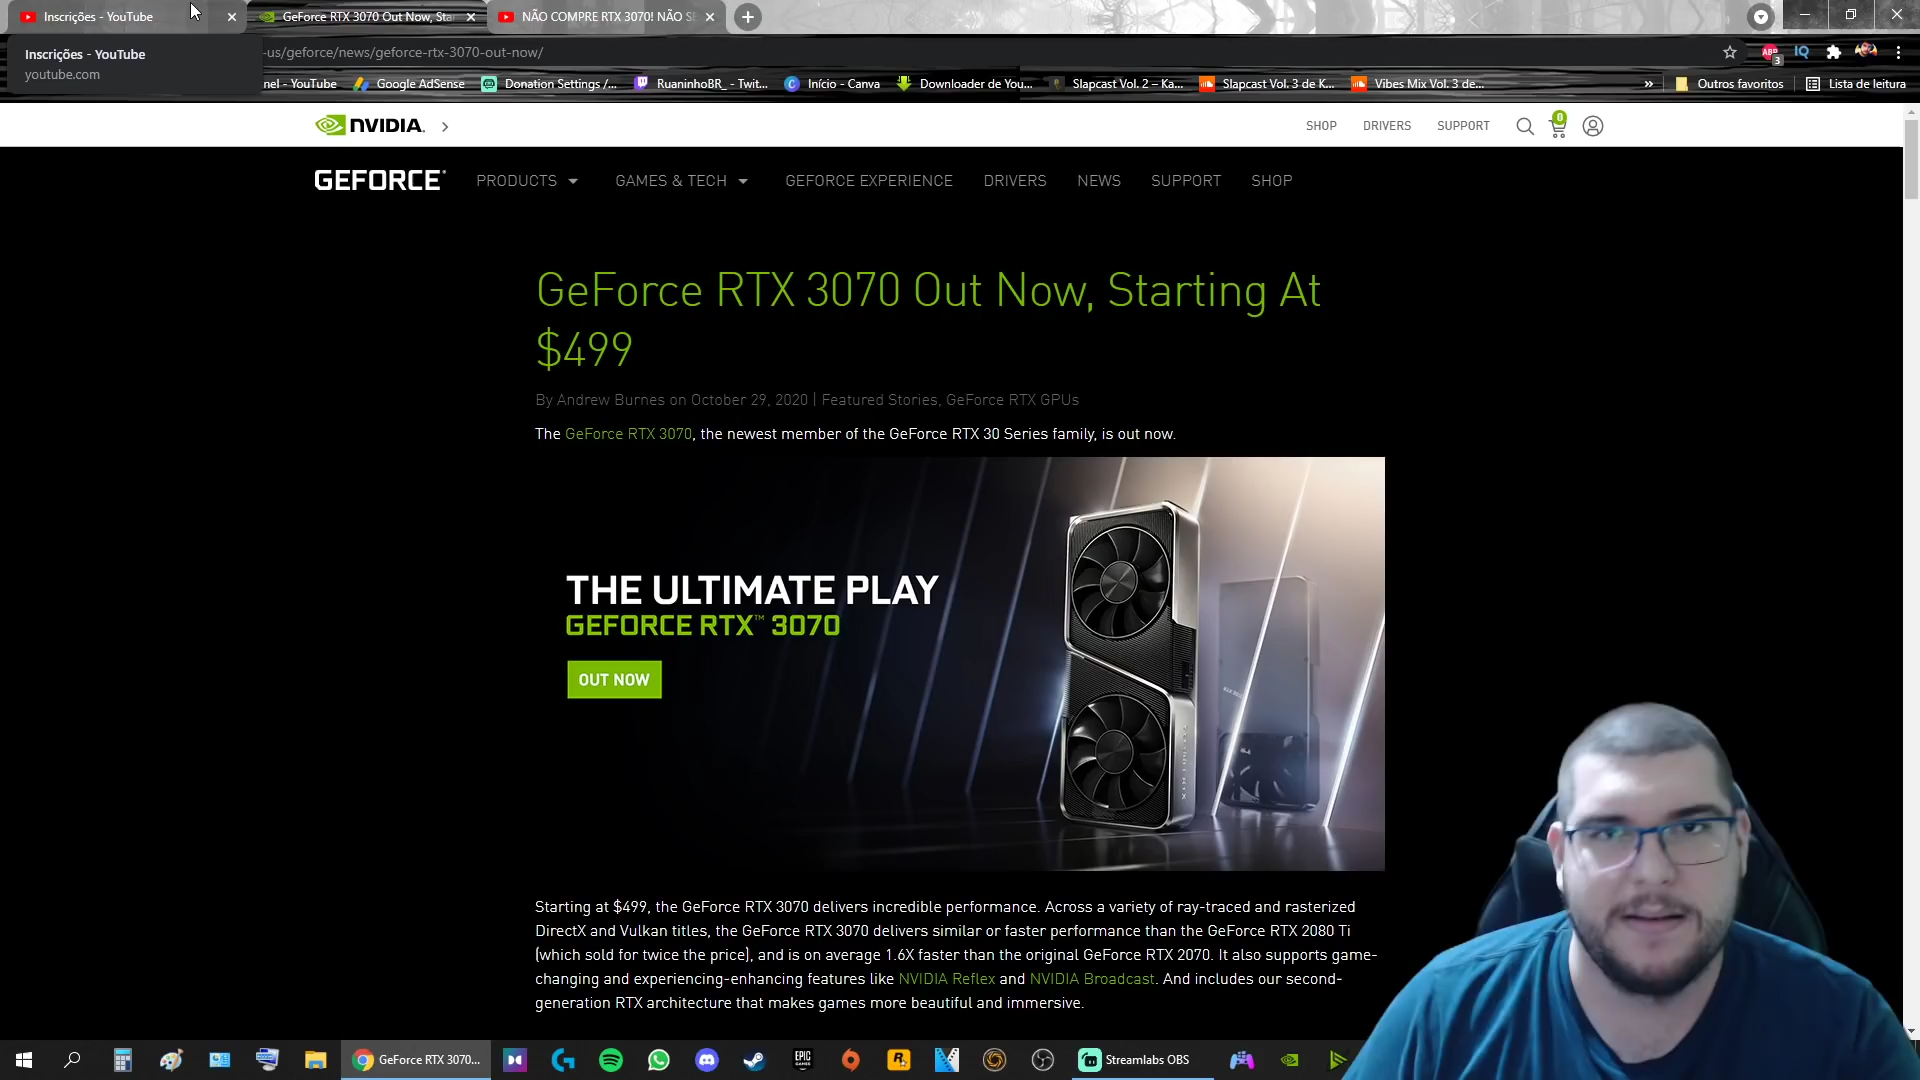 Inscrições - YouTube
GeForce RTX 3070 Out Now, Sta
NÃO COMPRE RTX 3070! NÃO S
Inscrições - YouTube
youtube.com
-us/geforce/news/geforce-rtx-3070-out-now/
ABP
3
IQ
nel - YouTube
Google AdSense
Donation Settings /...
RuaninhoBR_ - Twit...
Início - Canva
Downloader de You...
Slapcast Vol. 2 – Ka...
Slapcast Vol. 3 de K...
Vibes Mix Vol. 3 de...
»
Outros favoritos
Lista de leitura
NVIDIA.
SHOP
DRIVERS
SUPPORT
0
GEFORCE
PRODUCTS
GAMES & TECH
GEFORCE EXPERIENCE
DRIVERS
NEWS
SUPPORT
SHOP
GeForce RTX 3070 Out Now, Starting At
$499
By Andrew Burnes on October 29, 2020 | Featured Stories, GeForce RTX GPUs
The GeForce RTX 3070, the newest member of the GeForce RTX 30 Series family, is out now.
THE ULTIMATE PLAY
GEFORCE RTX™ 3070
OUT NOW
Starting at $499, the GeForce RTX 3070 delivers incredible performance. Across a variety of ray-traced and rasterized
DirectX and Vulkan titles, the GeForce RTX 3070 delivers similar or faster performance than the GeForce RTX 2080 Ti
(which sold for twice the price), and is on average 1.6X faster than the original GeForce RTX 2070. It also supports game-
changing and experiencing-enhancing features like NVIDIA Reflex and NVIDIA Broadcast. And includes our second-
generation RTX architecture that makes games more beautiful and immersive.
GeForce RTX 3070...
EPIC GAMES
Streamlabs OBS